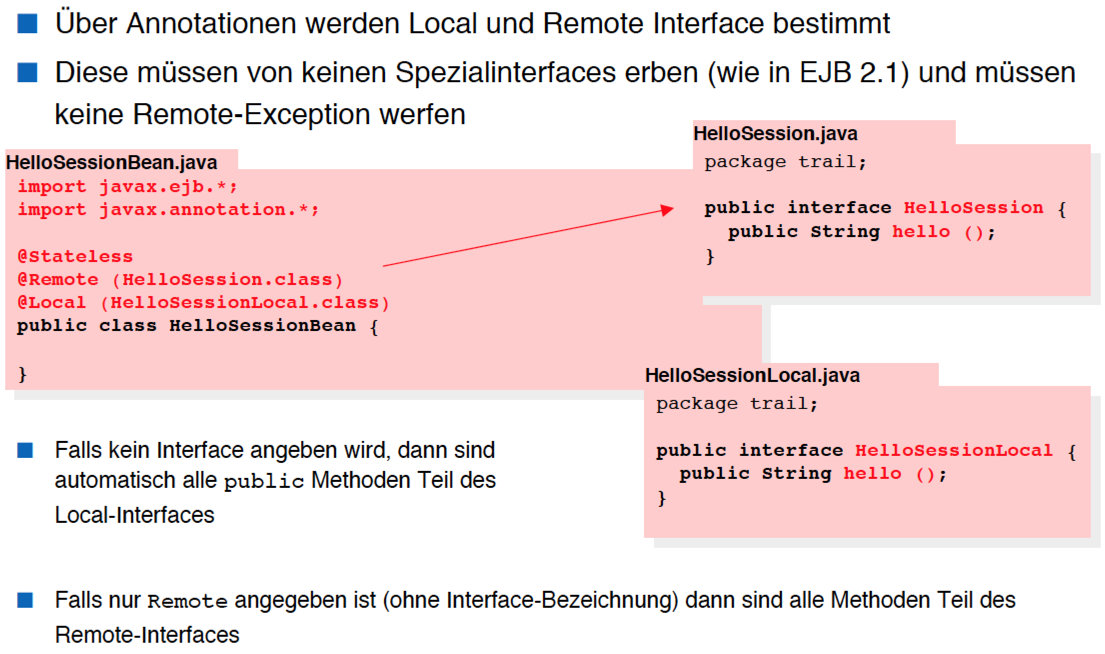 Über Annotationen werden Local und Remote Interface bestimmt
Diese müssen von keinen Spezialinterfaces erben (wie in EJB 2.1) und müssen
keine Remote-Exception werfen
HelloSessionBean.java
import javax.ejb.*;
import javax.annotation.*;
@Stateless
@Remote (HelloSession.class)
@Local (HelloSessionLocal.class)
public class HelloSessionBean {
}
HelloSession.java
package trail;
public interface HelloSession {
public String hello ();
}
HelloSessionLocal.java
package trail;
public interface HelloSessionLocal {
public String hello ();
}
Falls kein Interface angeben wird, dann sind
automatisch alle public Methoden Teil des
Local-Interfaces
Falls nur Remote angegeben ist (ohne Interface-Bezeichnung) dann sind alle Methoden Teil des
Remote-Interfaces